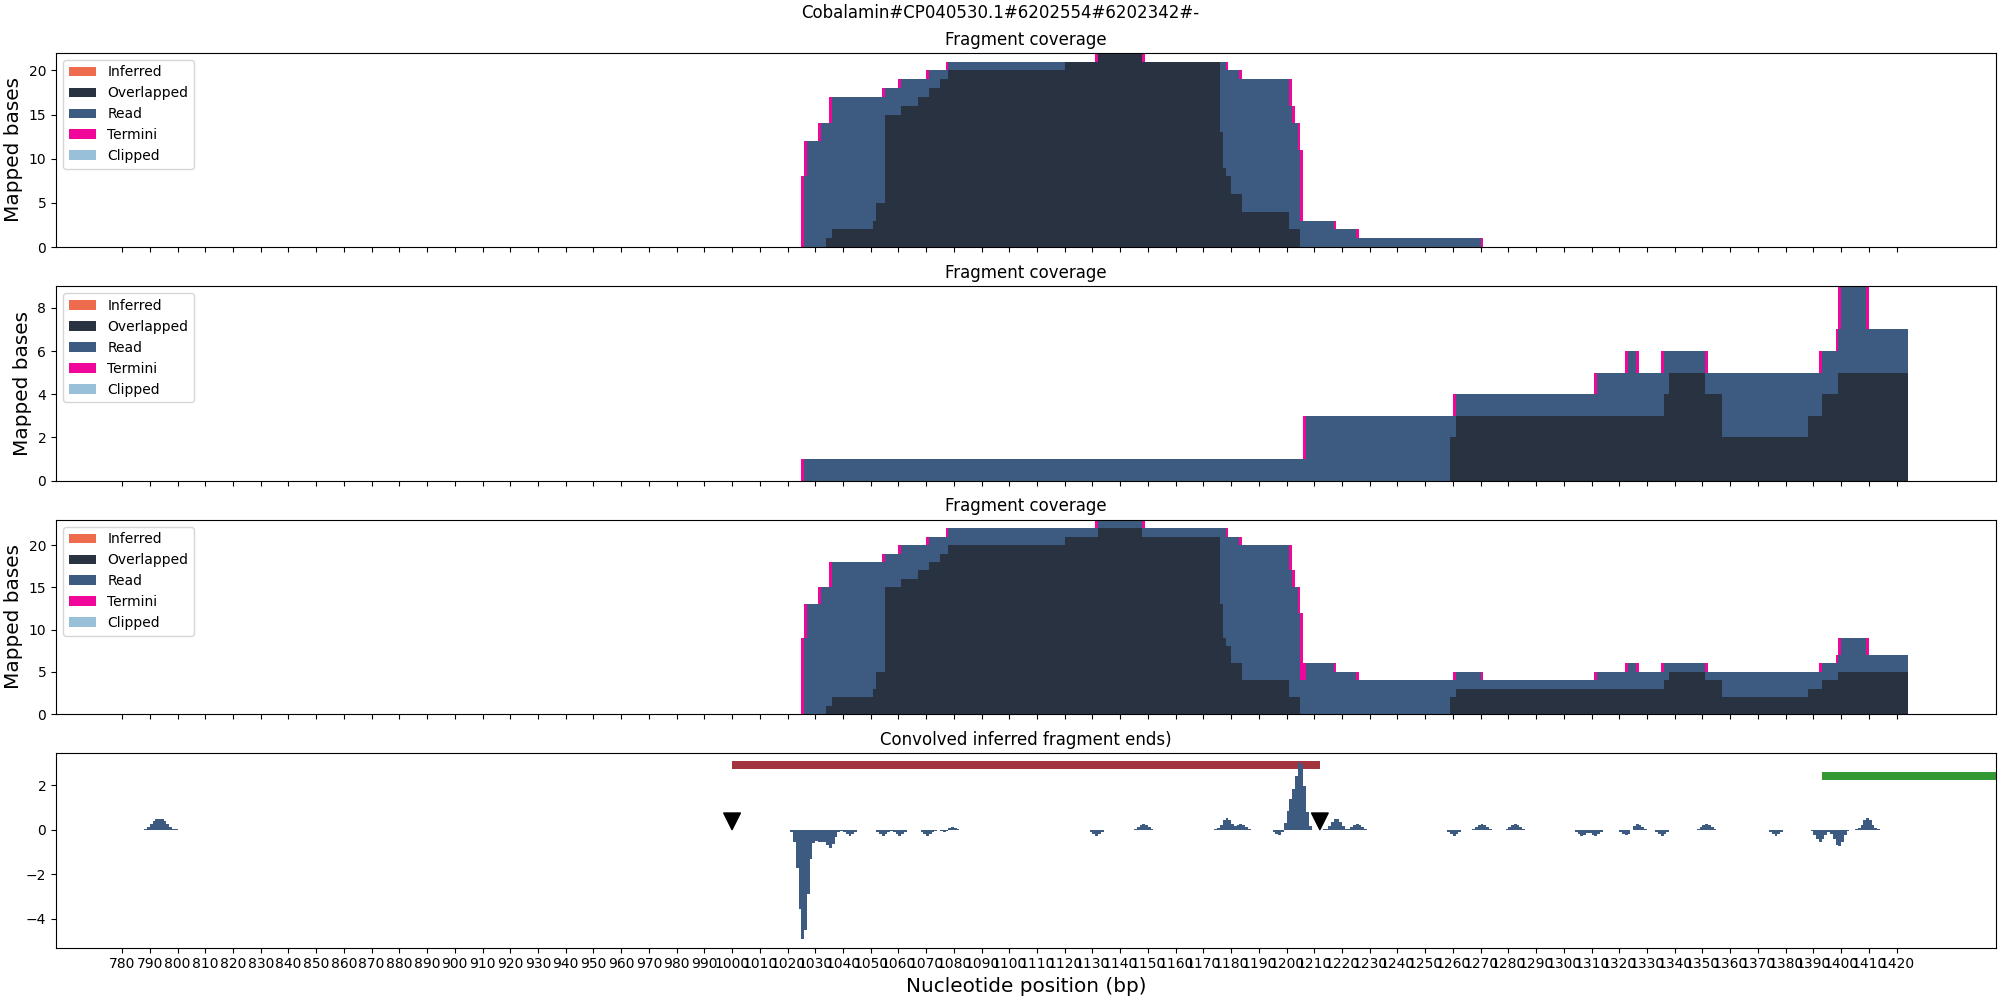 Cobalamin#CP040530.1#6202554#6202342#-
Fragment coverage
Mapped bases
20
15
10
5
0
Inferred
Overlapped
Read
Termini
Clipped
Fragment coverage
Mapped bases
8
6
4
2
0
Inferred
Overlapped
Read
Termini
Clipped
Fragment coverage
Mapped bases
20
15
10
5
0
Inferred
Overlapped
Read
Termini
Clipped
Convolved inferred fragment ends)
2
0
−2
−4
780 790 800 810 820 830 840 850 860 870 880 890 900 910 920 930 940 950 960 970 980 990 1000 1010 1020 1030 1040 1050 1060 1070 1080 1090 1100 1110 1120 1130 1140 1150 1160 1170 1180 1190 1200 1210 1220 1230 1240 1250 1260 1270 1280 1290 1300 1310 1320 1330 1340 1350 1360 1370 1380 1390 1400 1410 1420
Nucleotide position (bp)